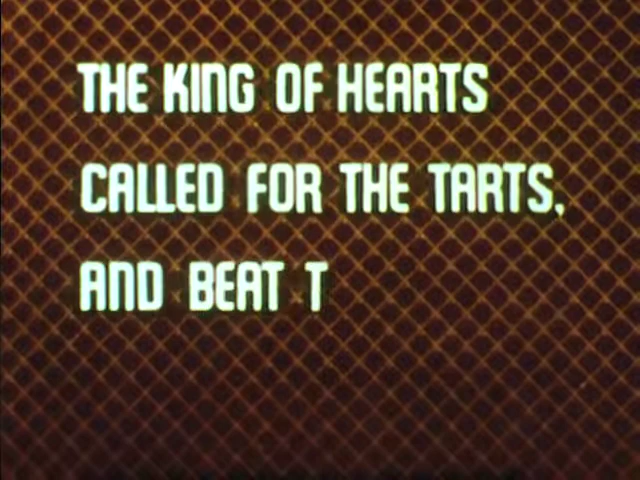 THE KING OF HEARTS
CALLED FOR THE TARTS,
AND BEAT T